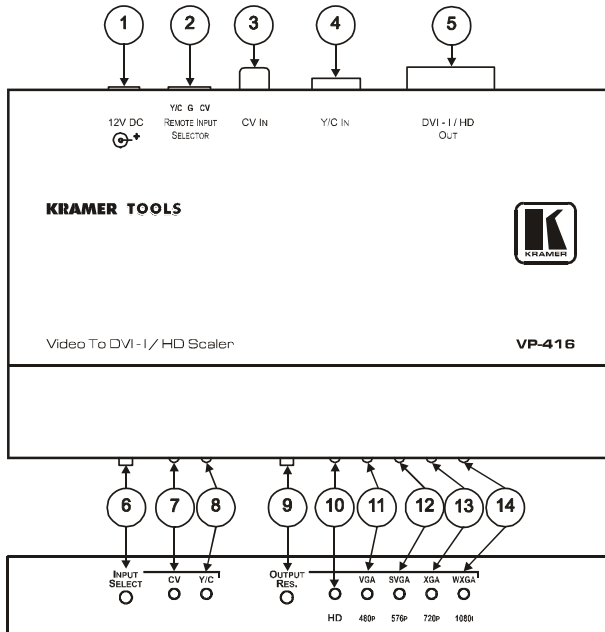 1 2 3 4 5
Y/C G CV
12V DC REMOTE INPUT SELECTOR CV IN Y/C IN DVI - I / HD OUT
+
KRAMER TOOLS
K
KRAMER
Video To DVI - I / HD Scaler VP-416
6 7 8 9 10 11 12 13 14
INPUT SELECT CV Y/C OUTPUT RES. VGA SVGA XGA WXGA
HD 480P 576P 720P 1080I